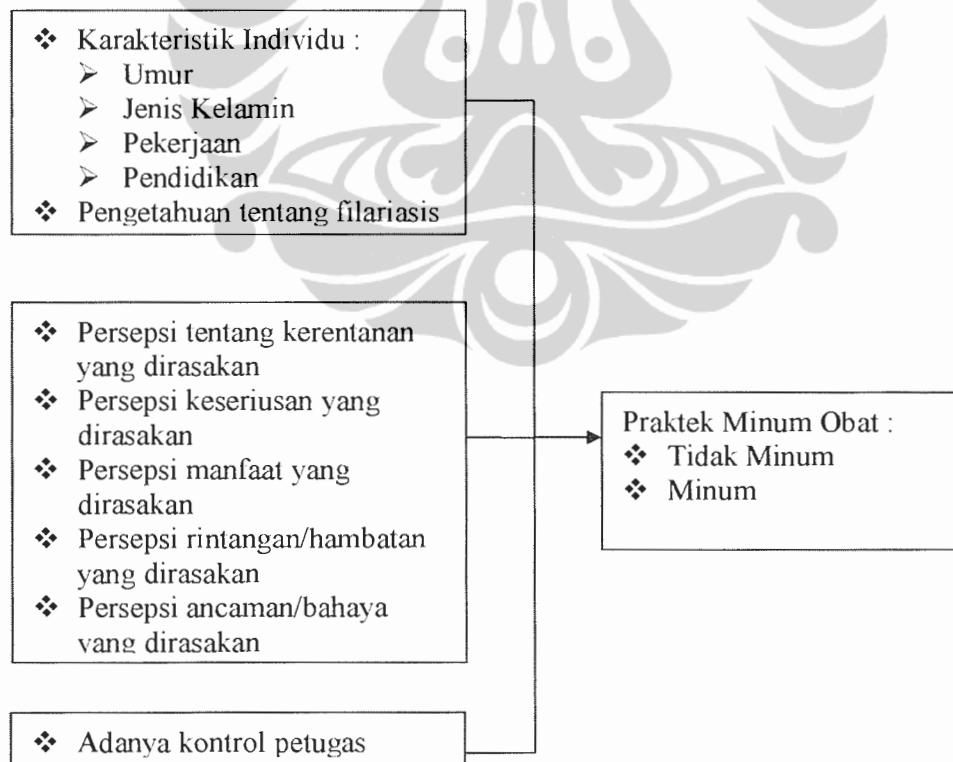 ❖ Karakteristik Individu :
➢ Umur
➢ Jenis Kelamin
➢ Pekerjaan
➢ Pendidikan
❖ Pengetahuan tentang filariasis
❖ Persepsi tentang kerentanan
yang dirasakan
❖ Persepsi keseriusan yang
dirasakan
❖ Persepsi manfaat yang
dirasakan
❖ Persepsi rintangan/hambatan
yang dirasakan
❖ Persepsi ancaman/bahaya
yang dirasakan
❖ Adanya kontrol petugas
Praktek Minum Obat :
❖ Tidak Minum
❖ Minum